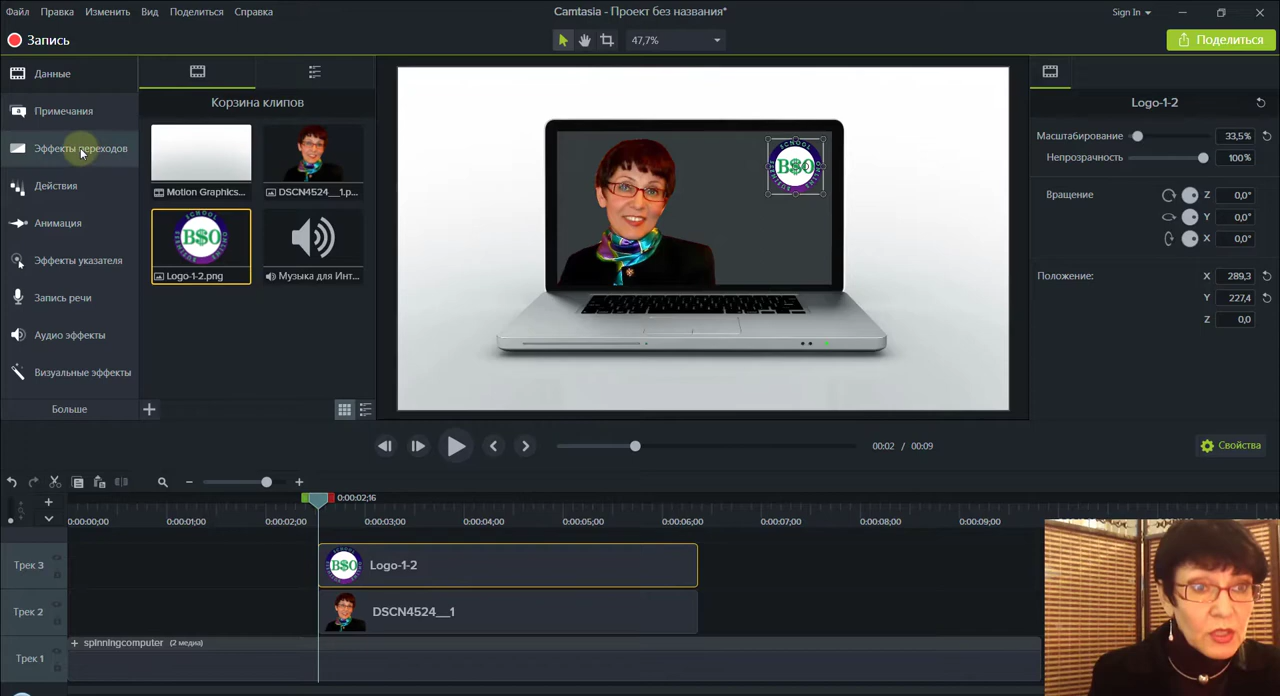 Файл Правка Изменить Вид Поделиться Справка
Camtasia - Проект без названия*
Sign In
Запись
47,7%
Поделиться
Данные
Примечания
Эффекты переходов
Действия
Анимация
Эффекты указателя
Запись речи
Аудио эффекты
Визуальные эффекты
Больше
Корзина клипов
Motion Graphics...
DSCN4524__1.p...
Logo-1-2.png
Музыка для Инт...
SCHOOL
B$O
Logo-1-2
Масштабирование 33,5%
Непрозрачность 100%
Вращение Z 0,0°
Y 0,0°
X 0,0°
Положение: X 289,3
Y 227,4
Z 0,0
00:02 / 00:09
Свойства
0:00:02;16
0:00:00;00 0:00:01;00 0:00:02;00 0:00:03;00 0:00:04;00 0:00:05;00 0:00:06;00 0:00:07;00 0:00:08;00 0:00:09;00
Трек 3
B$O
Logo-1-2
Трек 2
DSCN4524__1
+ spinningcomputer (2 медиа)
Трек 1